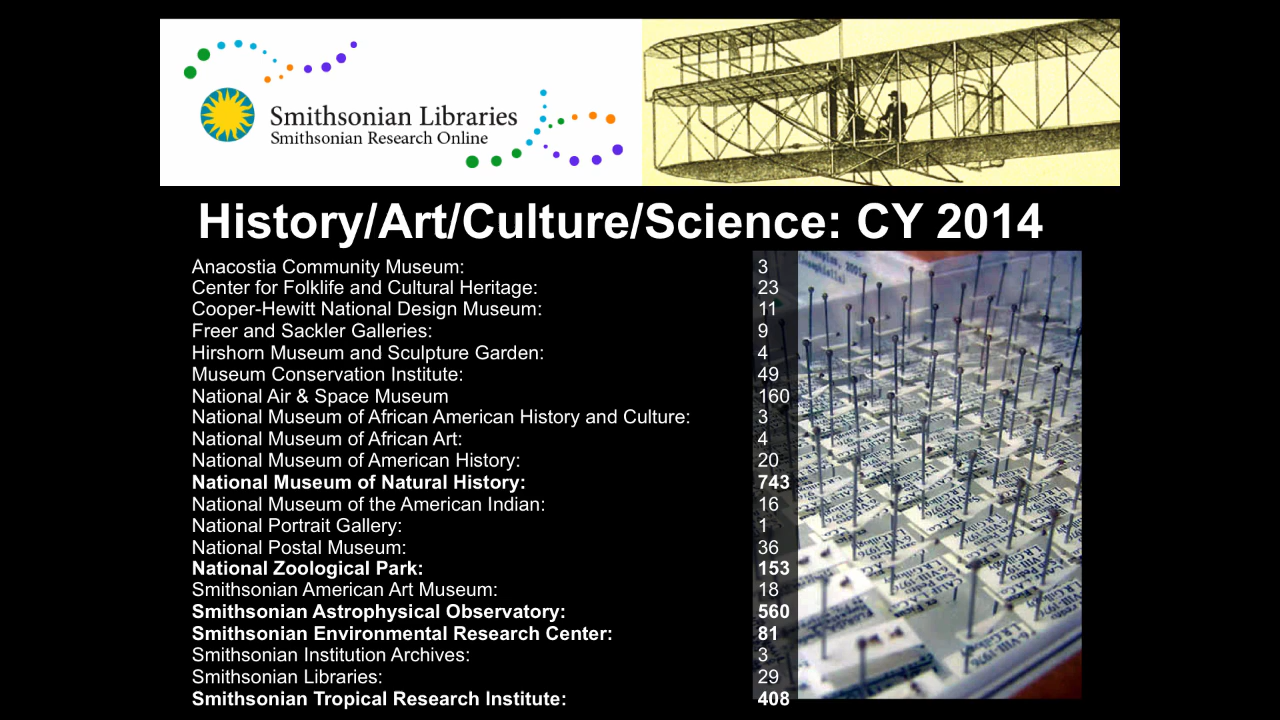 Smithsonian Libraries
Smithsonian Research Online
History/Art/Culture/Science: CY 2014
Anacostia Community Museum: 3
Center for Folklife and Cultural Heritage: 23
Cooper-Hewitt National Design Museum: 11
Freer and Sackler Galleries: 9
Hirshorn Museum and Sculpture Garden: 4
Museum Conservation Institute: 49
National Air & Space Museum 160
National Museum of African American History and Culture: 3
National Museum of African Art: 4
National Museum of American History: 20
National Museum of Natural History: 743
National Museum of the American Indian: 16
National Portrait Gallery: 1
National Postal Museum: 36
National Zoological Park: 153
Smithsonian American Art Museum: 18
Smithsonian Astrophysical Observatory: 560
Smithsonian Environmental Research Center: 81
Smithsonian Institution Archives: 3
Smithsonian Libraries: 29
Smithsonian Tropical Research Institute: 408